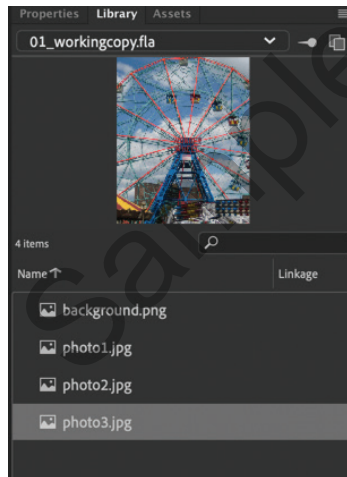 Properties Library Assets
01_workingcopy.fla
4 items
Name Linkage
background.png
photo1.jpg
photo2.jpg
photo3.jpg
Sample